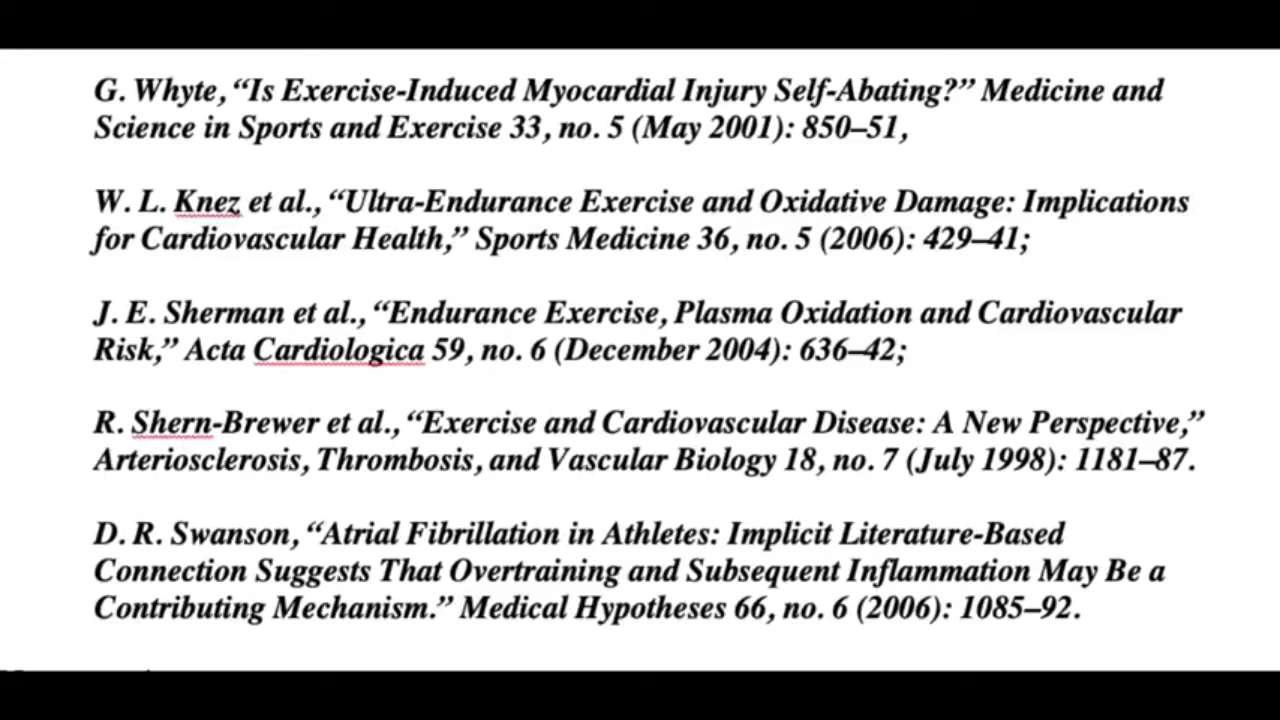 G. Whyte, “Is Exercise-Induced Myocardial Injury Self-Abating?” Medicine and
Science in Sports and Exercise 33, no. 5 (May 2001): 850–51,
W. L. Knez et al., “Ultra-Endurance Exercise and Oxidative Damage: Implications
for Cardiovascular Health,” Sports Medicine 36, no. 5 (2006): 429–41;
J. E. Sherman et al., “Endurance Exercise, Plasma Oxidation and Cardiovascular
Risk,” Acta Cardiologica 59, no. 6 (December 2004): 636–42;
R. Shern-Brewer et al., “Exercise and Cardiovascular Disease: A New Perspective,”
Arteriosclerosis, Thrombosis, and Vascular Biology 18, no. 7 (July 1998): 1181–87.
D. R. Swanson, “Atrial Fibrillation in Athletes: Implicit Literature-Based
Connection Suggests That Overtraining and Subsequent Inflammation May Be a
Contributing Mechanism.” Medical Hypotheses 66, no. 6 (2006): 1085–92.